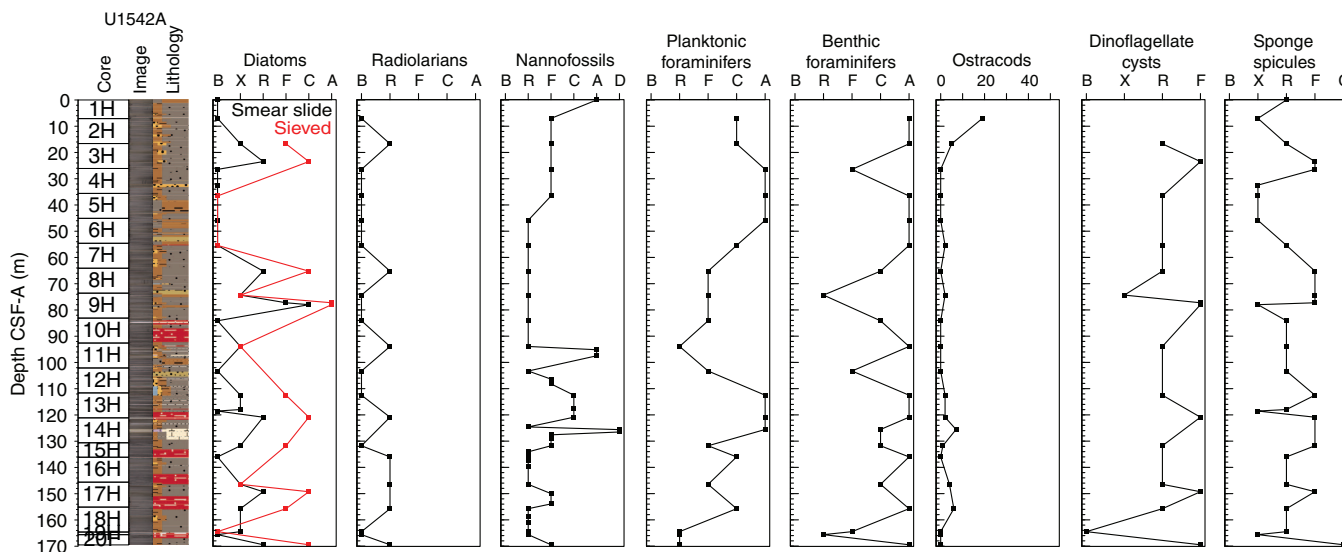 U1542A
Core
Image
Lithology
Diatoms
Radiolarians
Nannofossils
Planktonic
foraminifers
Benthic
foraminifers
Ostracods
Dinoflagellate
cysts
Sponge
spicules
B X R F C A
B R F C A
B R F C A D
B R F C A
B R F C A
0 20 40
B X R F
B X R F C
Smear slide
Sieved
Depth CSF-A (m)
0
10
20
30
40
50
60
70
80
90
100
110
120
130
140
150
160
170
1H
2H
3H
4H
5H
6H
7H
8H
9H
10H
11H
12H
13H
14H
15H
16H
17H
18H
19H
20F